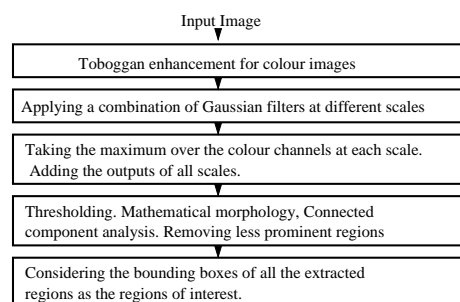 Input Image
Toboggan enhancement for colour images
Applying a combination of Gaussian filters at different scales
Taking the maximum over the colour channels at each scale.
Adding the outputs of all scales.
Thresholding. Mathematical morphology, Connected
component analysis. Removing less prominent regions
Considering the bounding boxes of all the extracted
regions as the regions of interest.